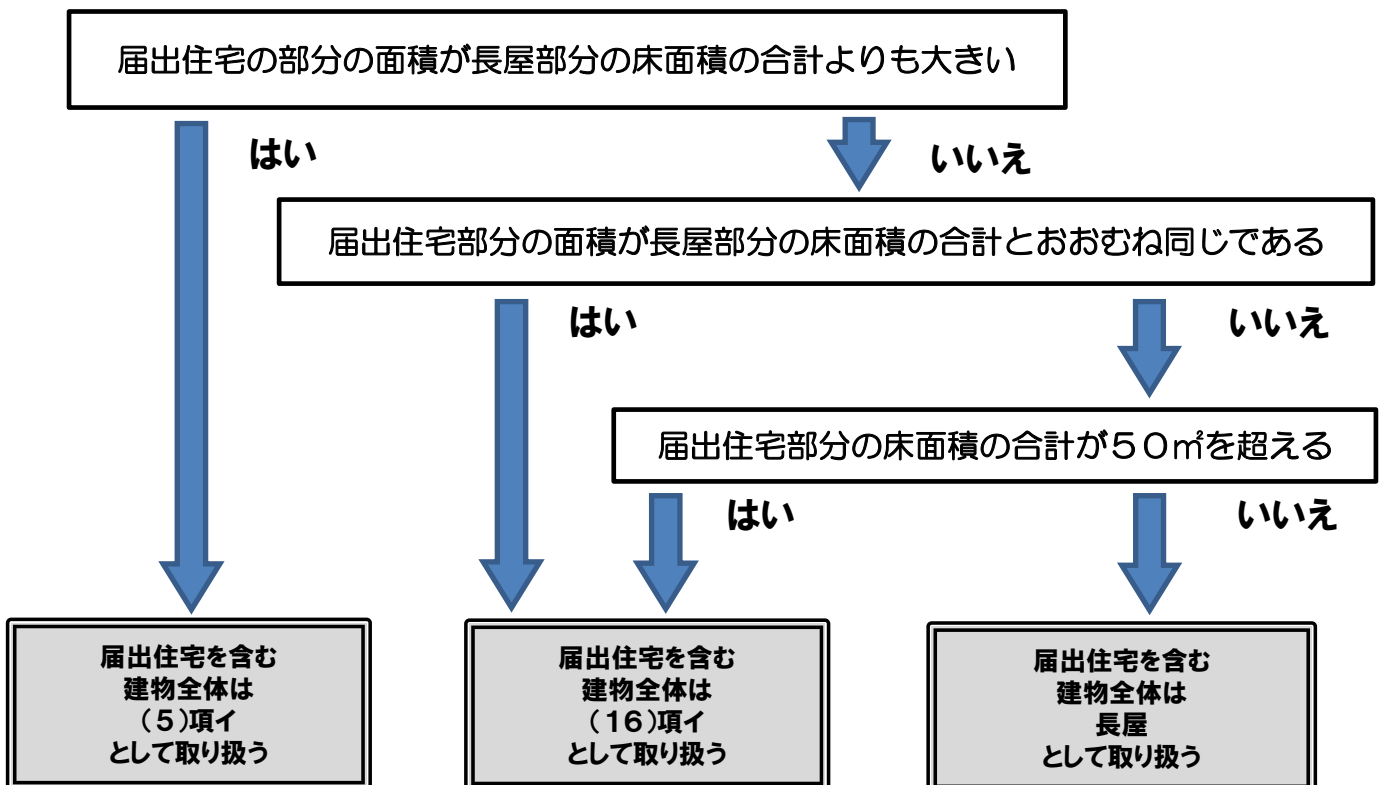 届出住宅の部分の面積が長屋部分の床面積の合計よりも大きい
はい
いいえ
届出住宅部分の面積が長屋部分の床面積の合計とおおむね同じである
はい
いいえ
届出住宅部分の床面積の合計が５０㎡を超える
はい
いいえ
届出住宅を含む
建物全体は
（５）項イ
として取り扱う
届出住宅を含む
建物全体は
（１６）項イ
として取り扱う
届出住宅を含む
建物全体は
長屋
として取り扱う